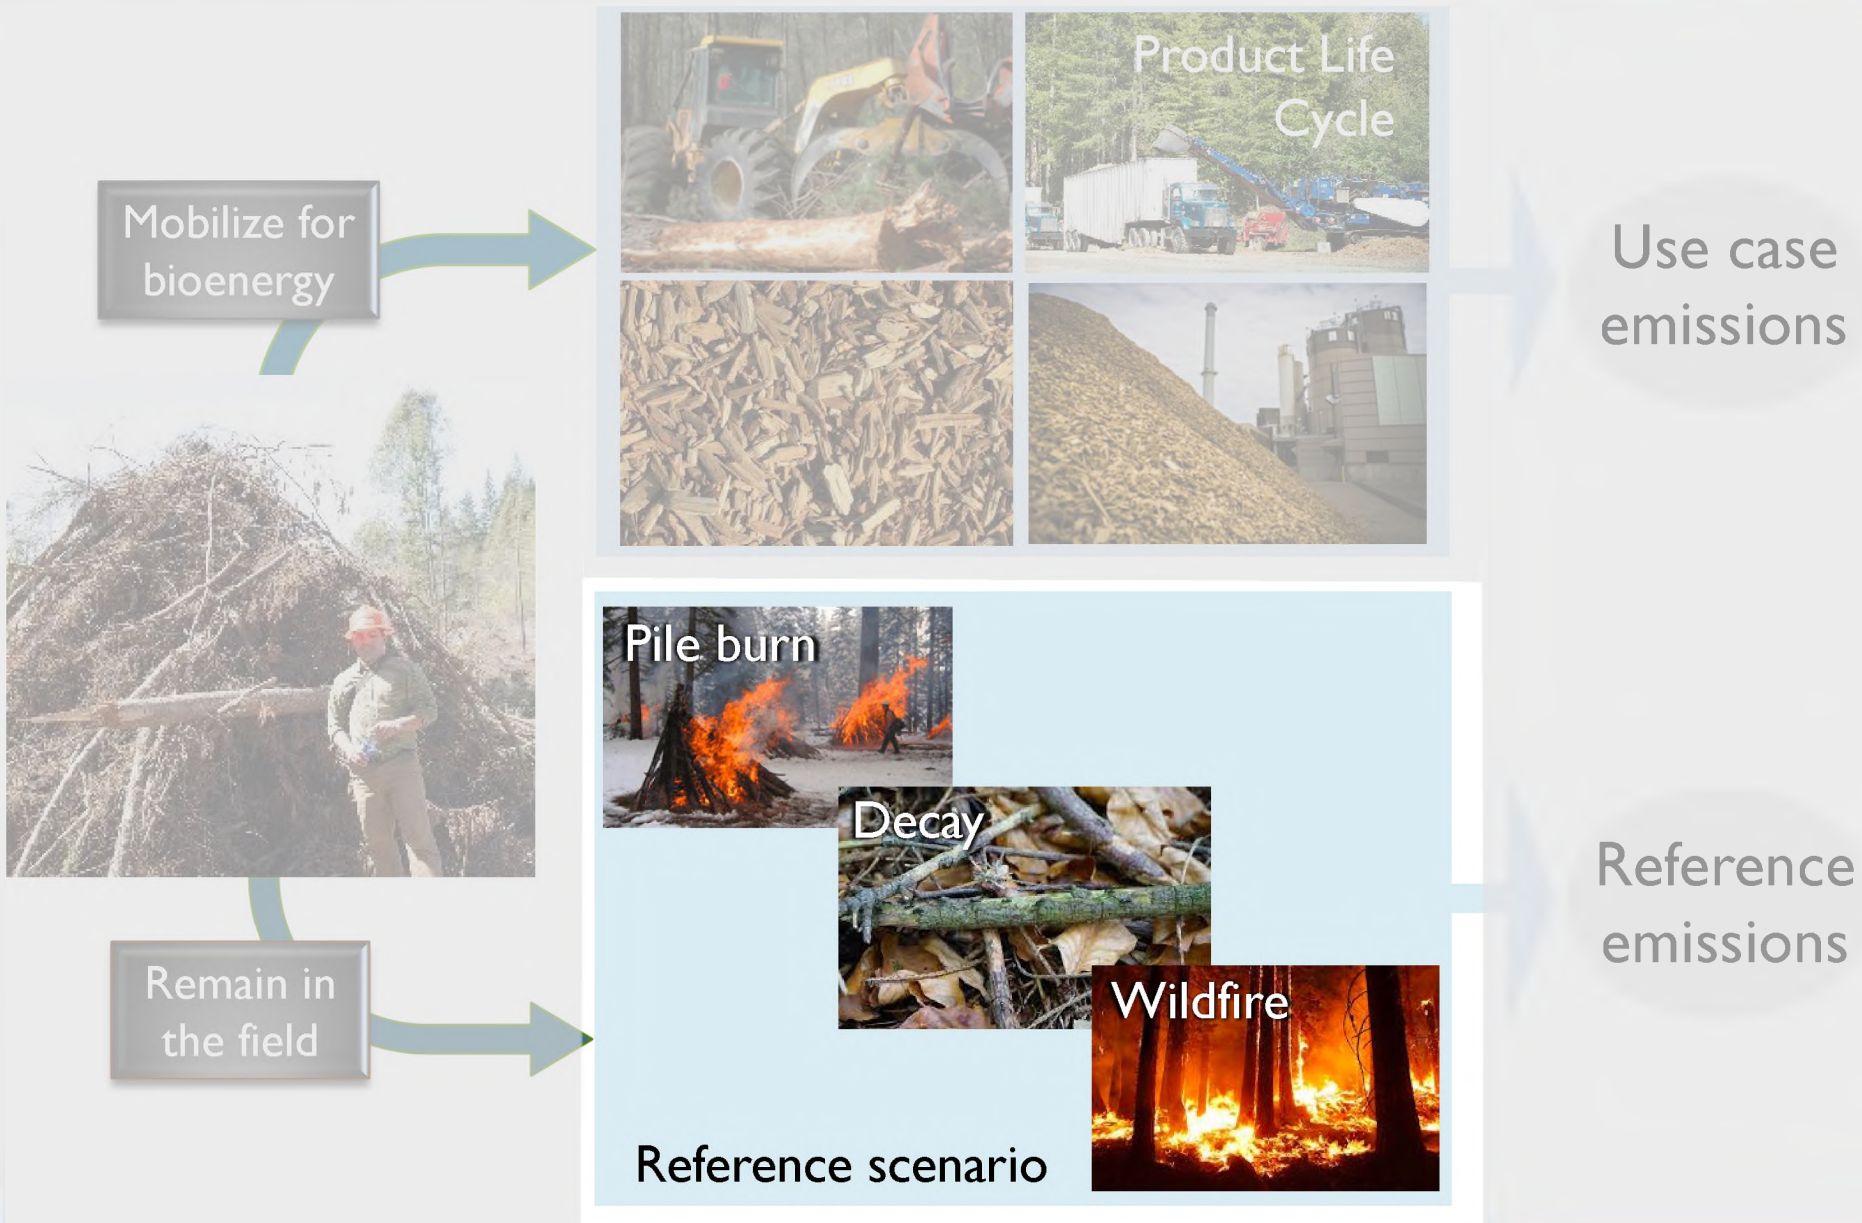 Product Life
Cycle
Mobilize for
bioenergy
Use case
emissions
Pile burn
Decay
Reference
emissions
Remain in
the field
Wildfire
Reference scenario